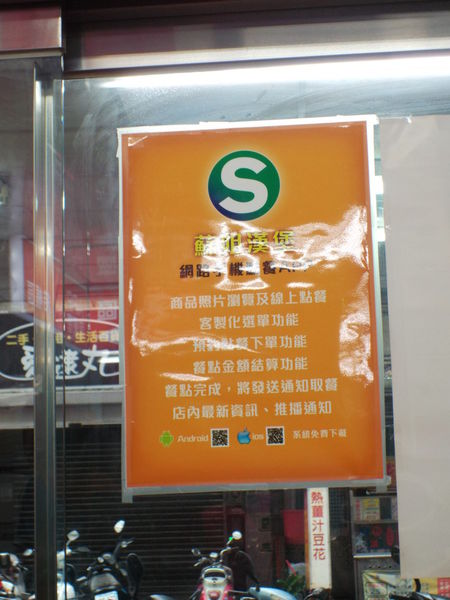 S
蘇姐漢堡
網路手機點餐APP
商品照片瀏覽及線上點餐
客製化選單功能
預約點餐下單功能
餐點金額結算功能
餐點完成，將發送通知取餐
店內最新資訊、推播通知
Android
ios
系統免費下載
二手
・生活百貨
丸
熱薑汁豆花